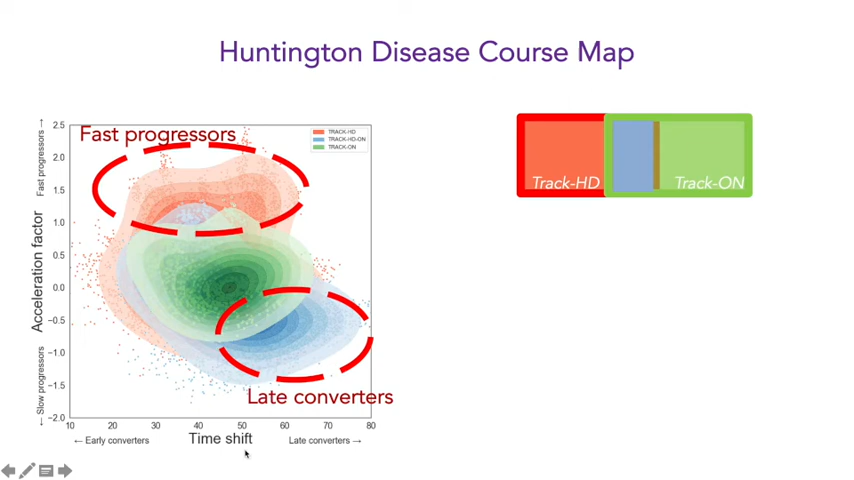 Huntington Disease Course Map
Fast progressors
TRACK-HD
TRACK-HD-ON
TRACK-ON
Fast progressors →
Acceleration factor
← Slow progressors
2.5
2.0
1.5
1.0
0.5
0.0
−0.5
−1.0
−1.5
−2.0
10 20 30 40 50 60 70 80
Late converters
← Early converters
Time shift
Late converters →
Track-HD
Track-ON